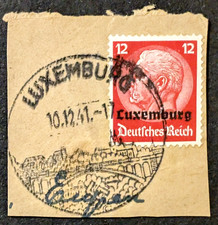 LUXEMBURG
10.12.41.-17
12 12
Luxemburg
Deutsches Reich